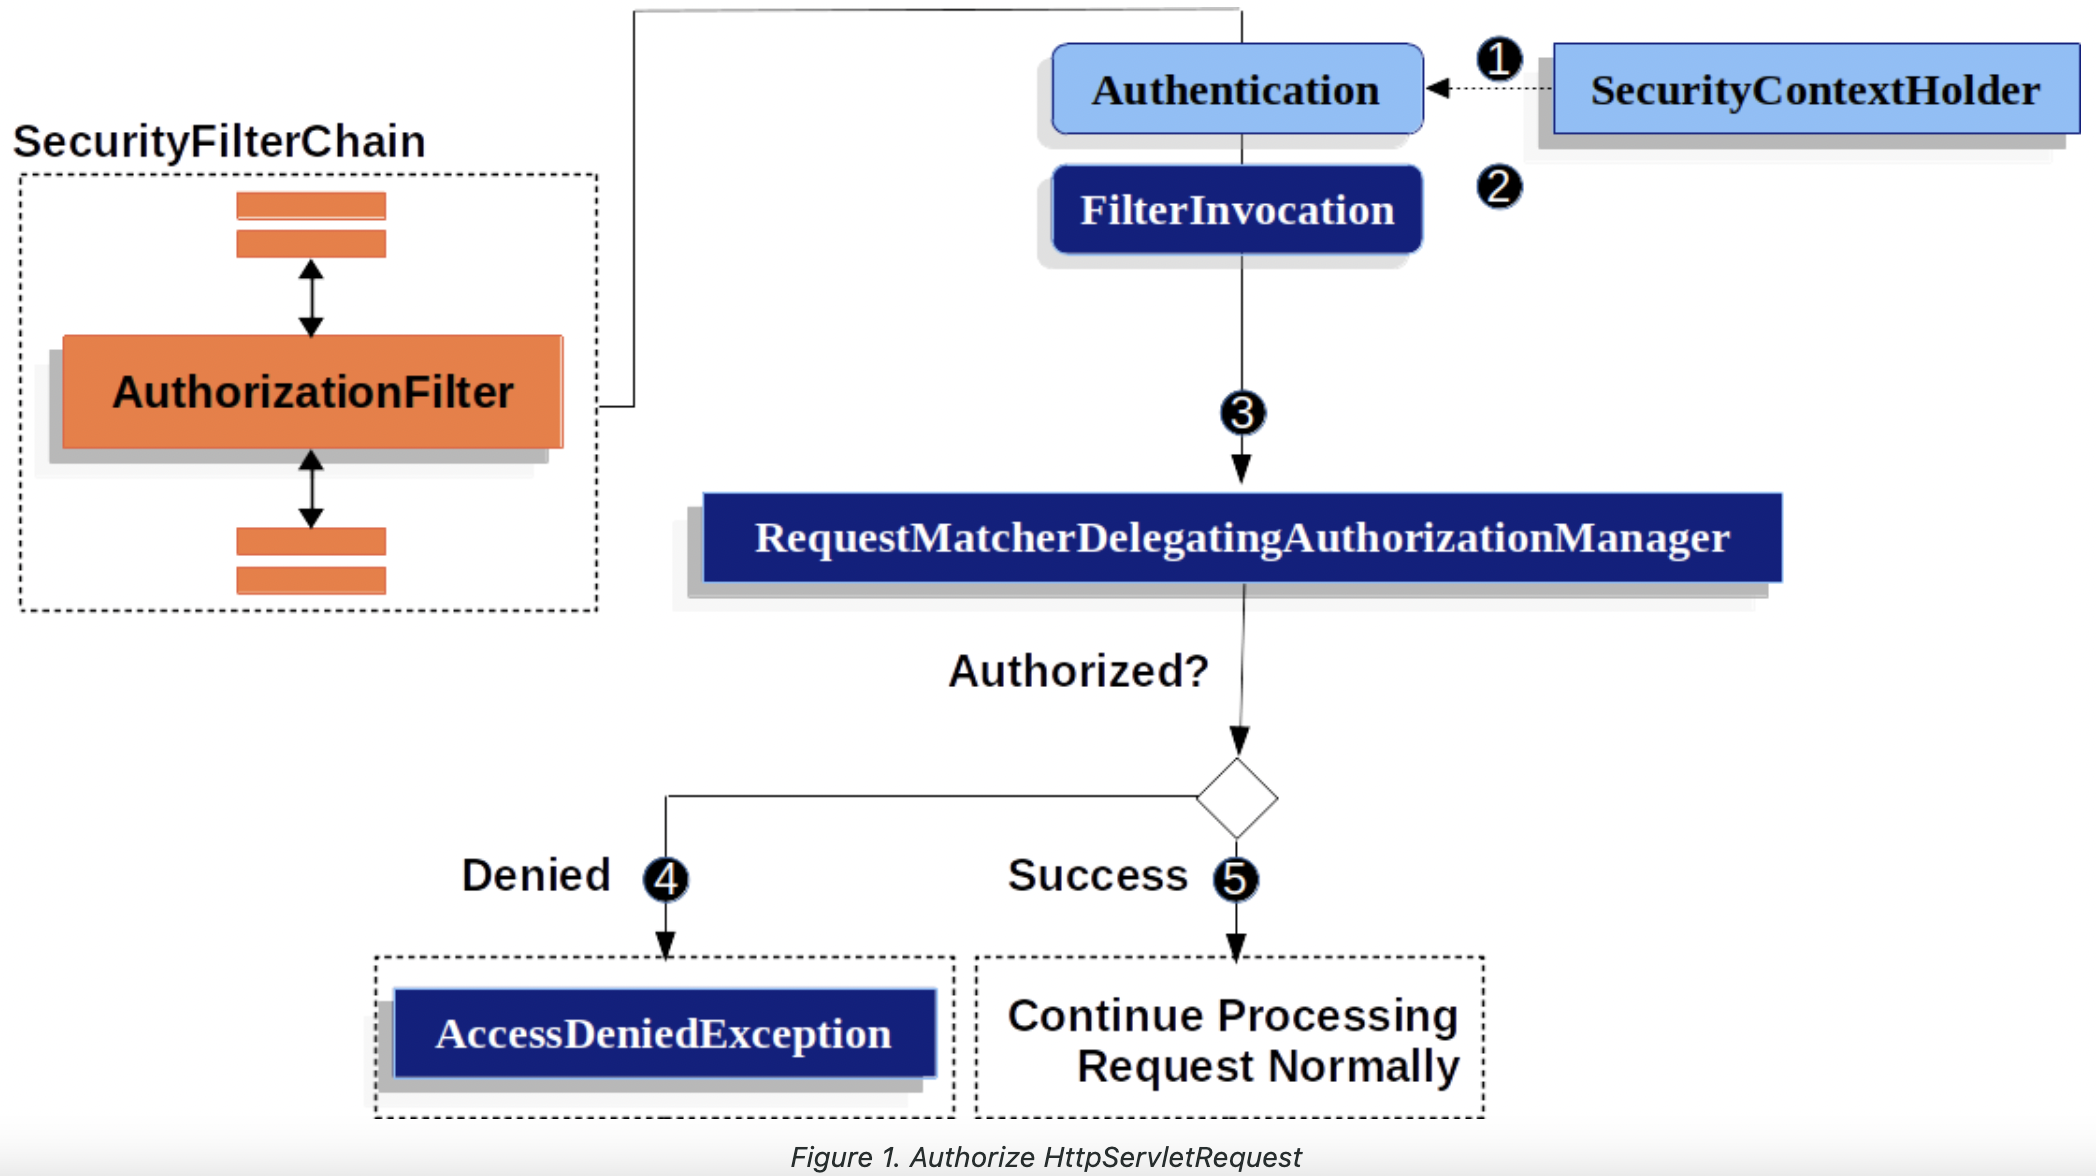 Authentication
1
SecurityContextHolder
SecurityFilterChain
FilterInvocation
2
AuthorizationFilter
3
RequestMatcherDelegatingAuthorizationManager
Authorized?
Denied
4
Success
5
AccessDeniedException
Continue Processing
Request Normally
Figure 1. Authorize HttpServletRequest